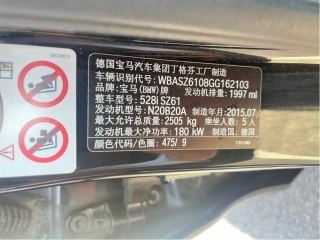 德国宝马汽车集团丁格芬工厂制造
车辆识别代号: WBASZ6108GG162103
品牌: 宝马(BMW)牌 发动机排量: 1997 ml
整车型号: 528i SZ61
发动机型号: N20B20A 制造年月: 2015.07
最大允许总质量: 2505 kg 乘坐人数: 5 人
发动机最大净功率: 180 kW 制造国: 德国
颜色代码/色圈: 475/ 9